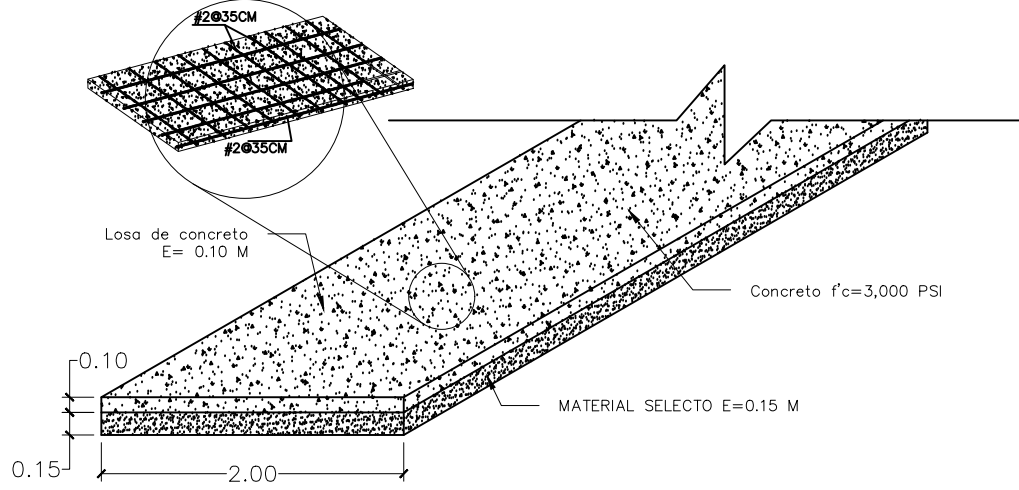 #2@35CM
#2@35CM
Losa de concreto
E= 0.10 M
Concreto f'c=3,000 PSI
0.10
MATERIAL SELECTO E=0.15 M
0.15
2.00